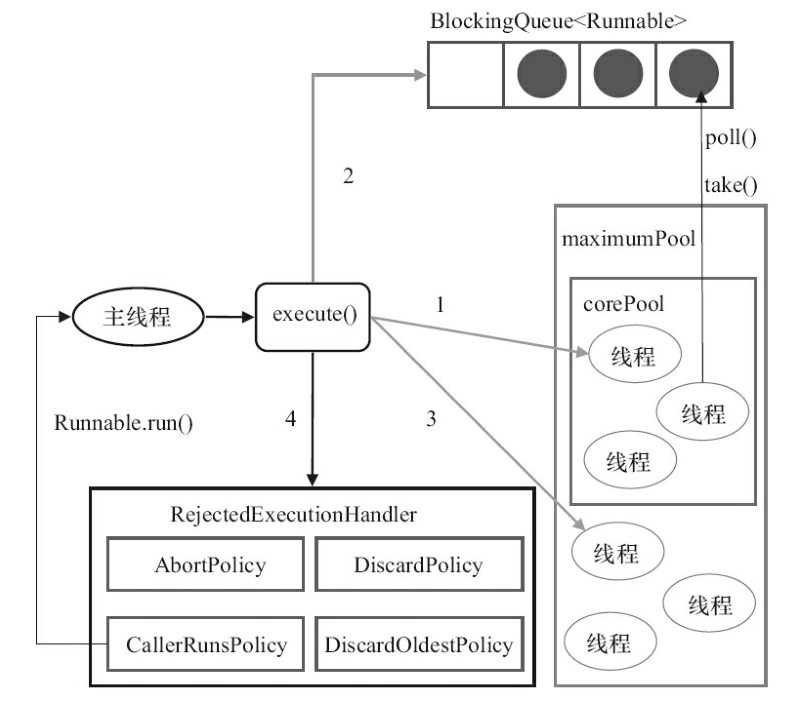 BlockingQueue<Runnable>
poll()
2
take()
maximumPool
corePool
主线程
execute()
1
线程
线程
Runnable.run()
4
3
线程
RejectedExecutionHandler
线程
AbortPolicy
DiscardPolicy
线程
CallerRunsPolicy
DiscardOldestPolicy
线程